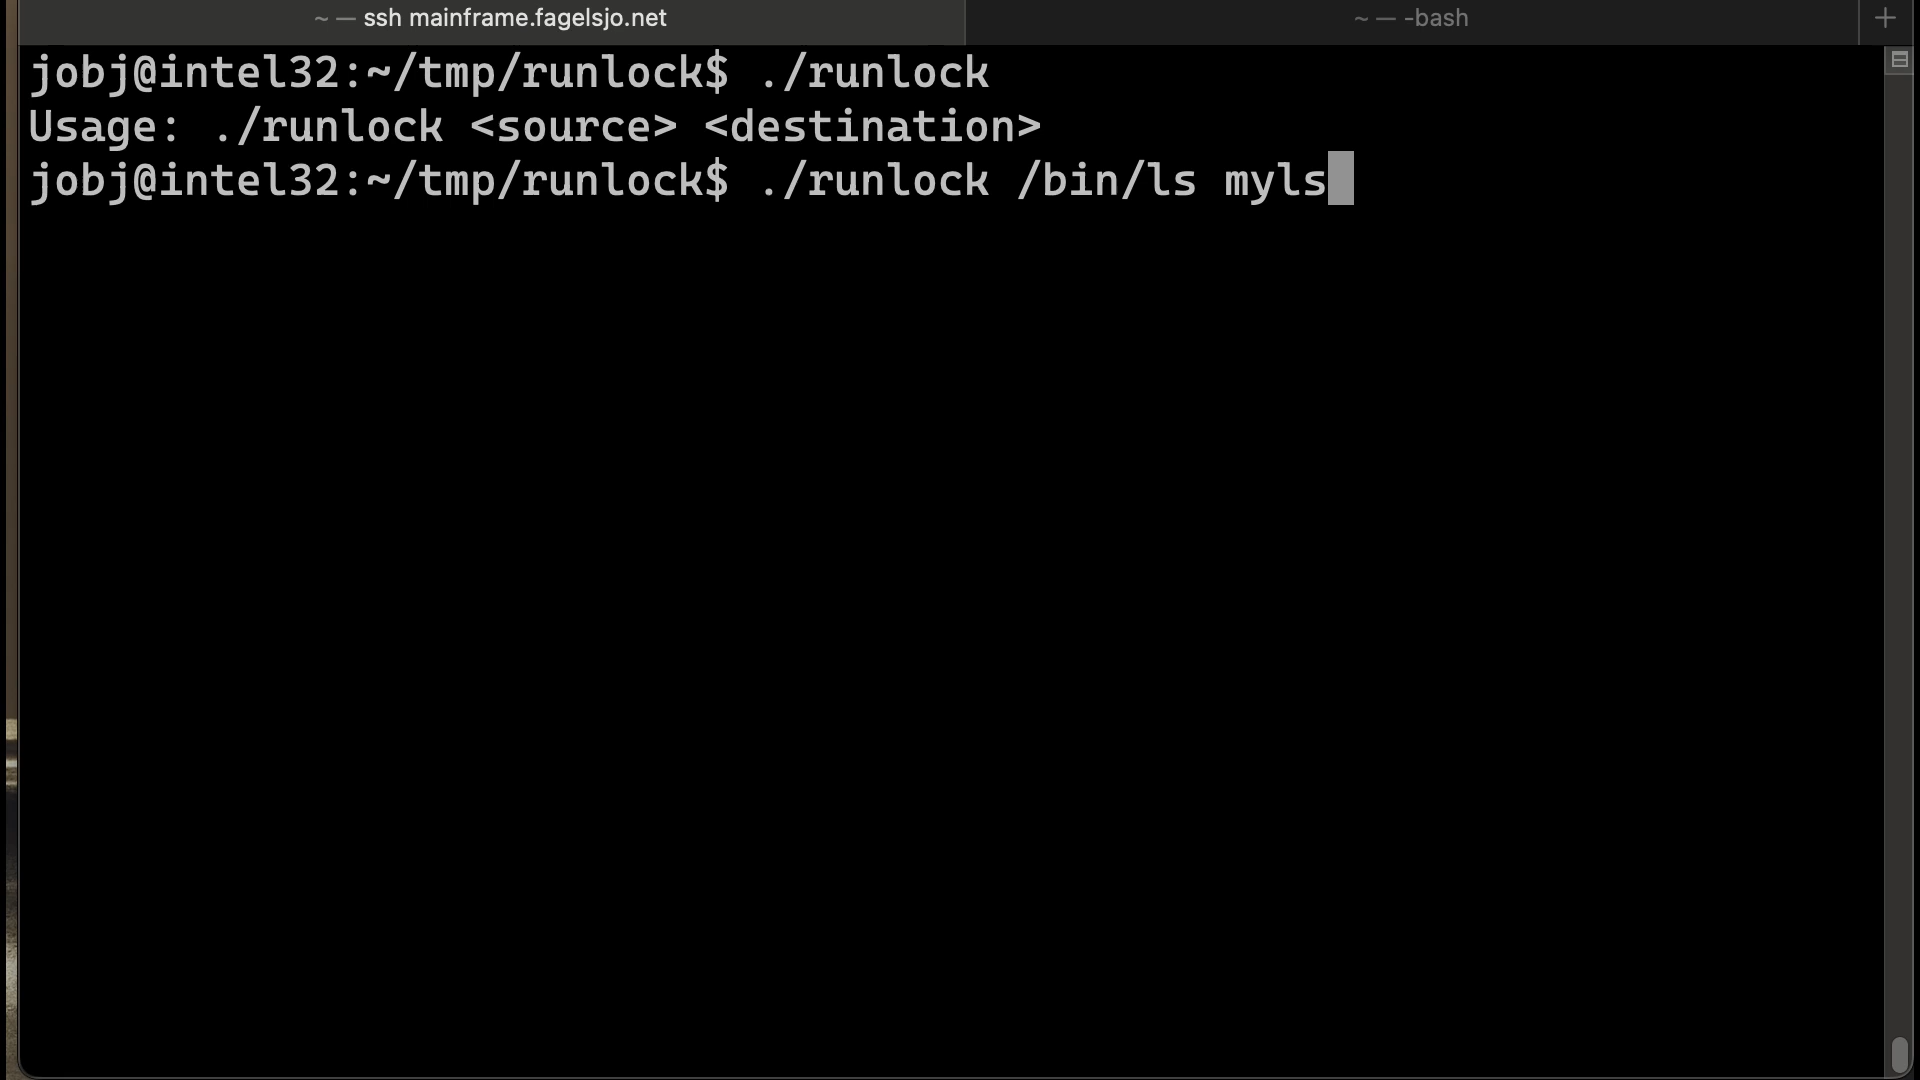 ~ — ssh mainframe.fagelsjo.net
~ — -bash
jobj@intel32:~/tmp/runlock$ ./runlock
Usage: ./runlock <source> <destination>
jobj@intel32:~/tmp/runlock$ ./runlock /bin/ls myls